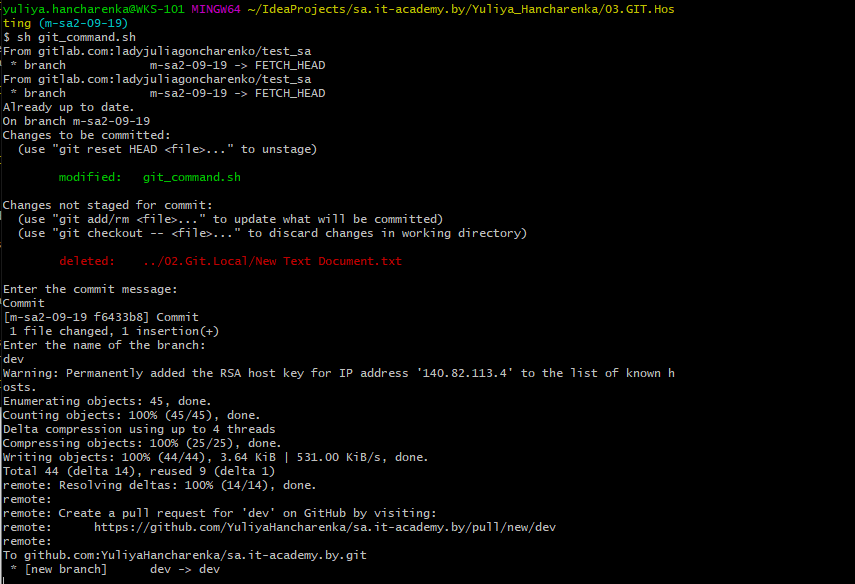 yuliya.hancharenka@WKS-101 MINGW64 ~/IdeaProjects/sa.it-academy.by/Yuliya_Hancharenka/03.GIT.Hos
ting (m-sa2-09-19)
$ sh git_command.sh
From gitlab.com:ladyjuliagoncharenko/test_sa
 * branch            m-sa2-09-19 -> FETCH_HEAD
From gitlab.com:ladyjuliagoncharenko/test_sa
 * branch            m-sa2-09-19 -> FETCH_HEAD
Already up to date.
On branch m-sa2-09-19
Changes to be committed:
  (use "git reset HEAD <file>..." to unstage)
        modified:   git_command.sh
Changes not staged for commit:
  (use "git add/rm <file>..." to update what will be committed)
  (use "git checkout -- <file>..." to discard changes in working directory)
        deleted:    ../02.Git.Local/New Text Document.txt
Enter the commit message:
Commit
[m-sa2-09-19 f6433b8] Commit
 1 file changed, 1 insertion(+)
Enter the name of the branch:
dev
Warning: Permanently added the RSA host key for IP address '140.82.113.4' to the list of known h
osts.
Enumerating objects: 45, done.
Counting objects: 100% (45/45), done.
Delta compression using up to 4 threads
Compressing objects: 100% (25/25), done.
Writing objects: 100% (44/44), 3.64 KiB | 531.00 KiB/s, done.
Total 44 (delta 14), reused 9 (delta 1)
remote: Resolving deltas: 100% (14/14), done.
remote:
remote: Create a pull request for 'dev' on GitHub by visiting:
remote:      https://github.com/YuliyaHancharenka/sa.it-academy.by/pull/new/dev
remote:
To github.com:YuliyaHancharenka/sa.it-academy.by.git
 * [new branch]      dev -> dev